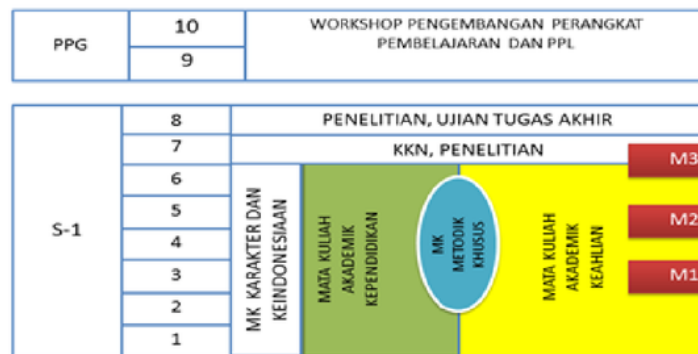 PPG
10
9
WORKSHOP PENGEMBANGAN PERANGKAT
PEMBELAJARAN DAN PPL
S-1
8
7
6
5
4
3
2
1
PENELITIAN, UJIAN TUGAS AKHIR
KKN, PENELITIAN
MK KARAKTER DAN
KEINDONESIAAN
MATA KULIAH
AKADEMIK
KEPENDIDIKAN
MK
METODIK
KHUSUS
MATA KULIAH
AKADEMIK
KEAHLIAN
M3
M2
M1